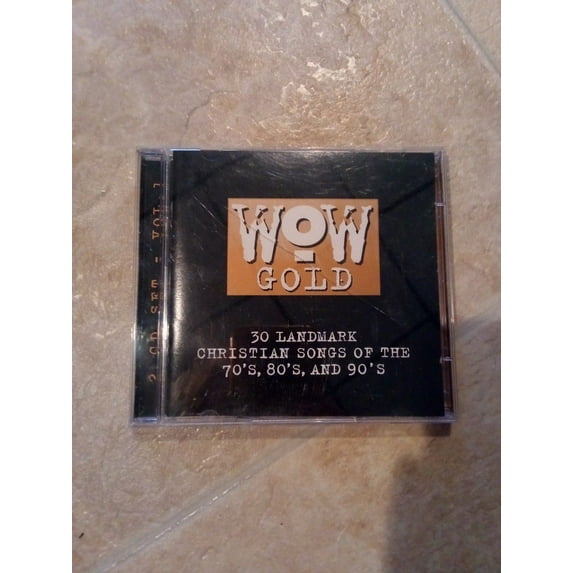 WOW
GOLD
30 LANDMARK
CHRISTIAN SONGS OF THE
70'S, 80'S, AND 90'S